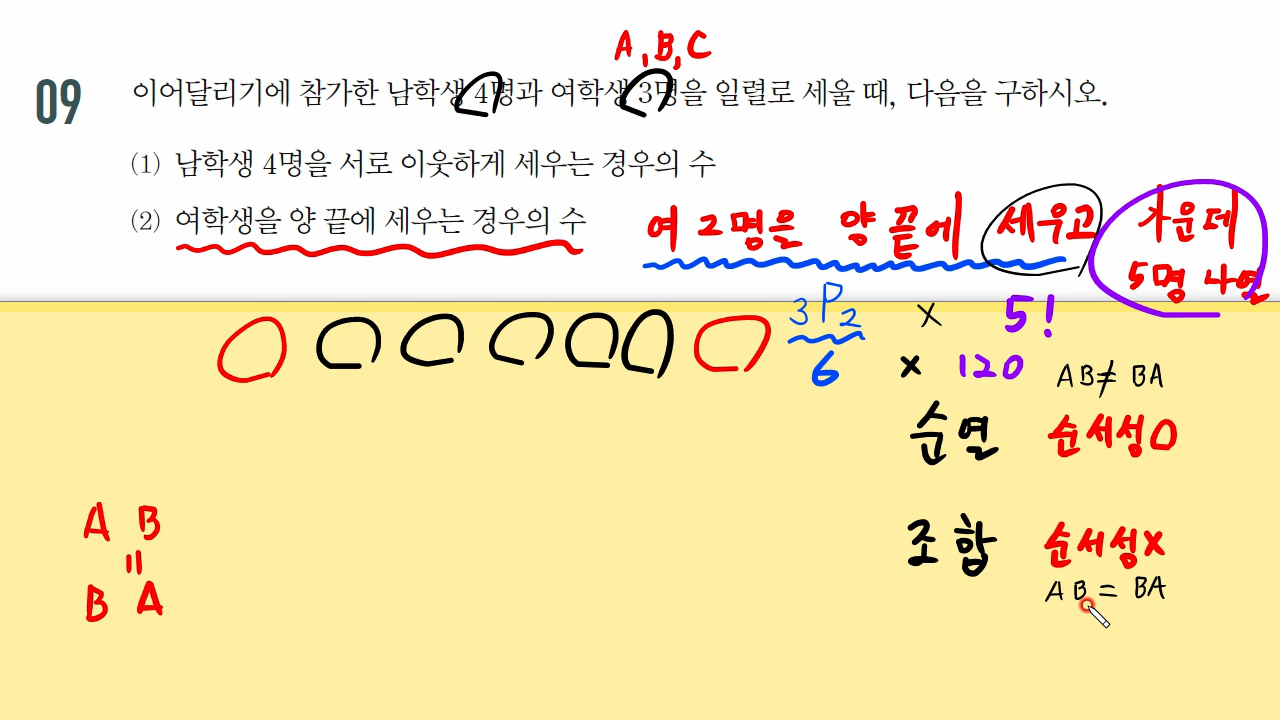 A, B, C
09 이어달리기에 참가한 남학생 4명과 여학생 3명을 일렬로 세울 때, 다음을 구하시오.
(1) 남학생 4명을 서로 이웃하게 세우는 경우의 수
(2) 여학생을 양 끝에 세우는 경우의 수
여 2명을 양 끝에 세우고 가운데
5명 나열
3P2 × 5!
6 × 120
AB≠ BA
순열 순서성O
A B
=
B A
조합 순서성X
AB = BA